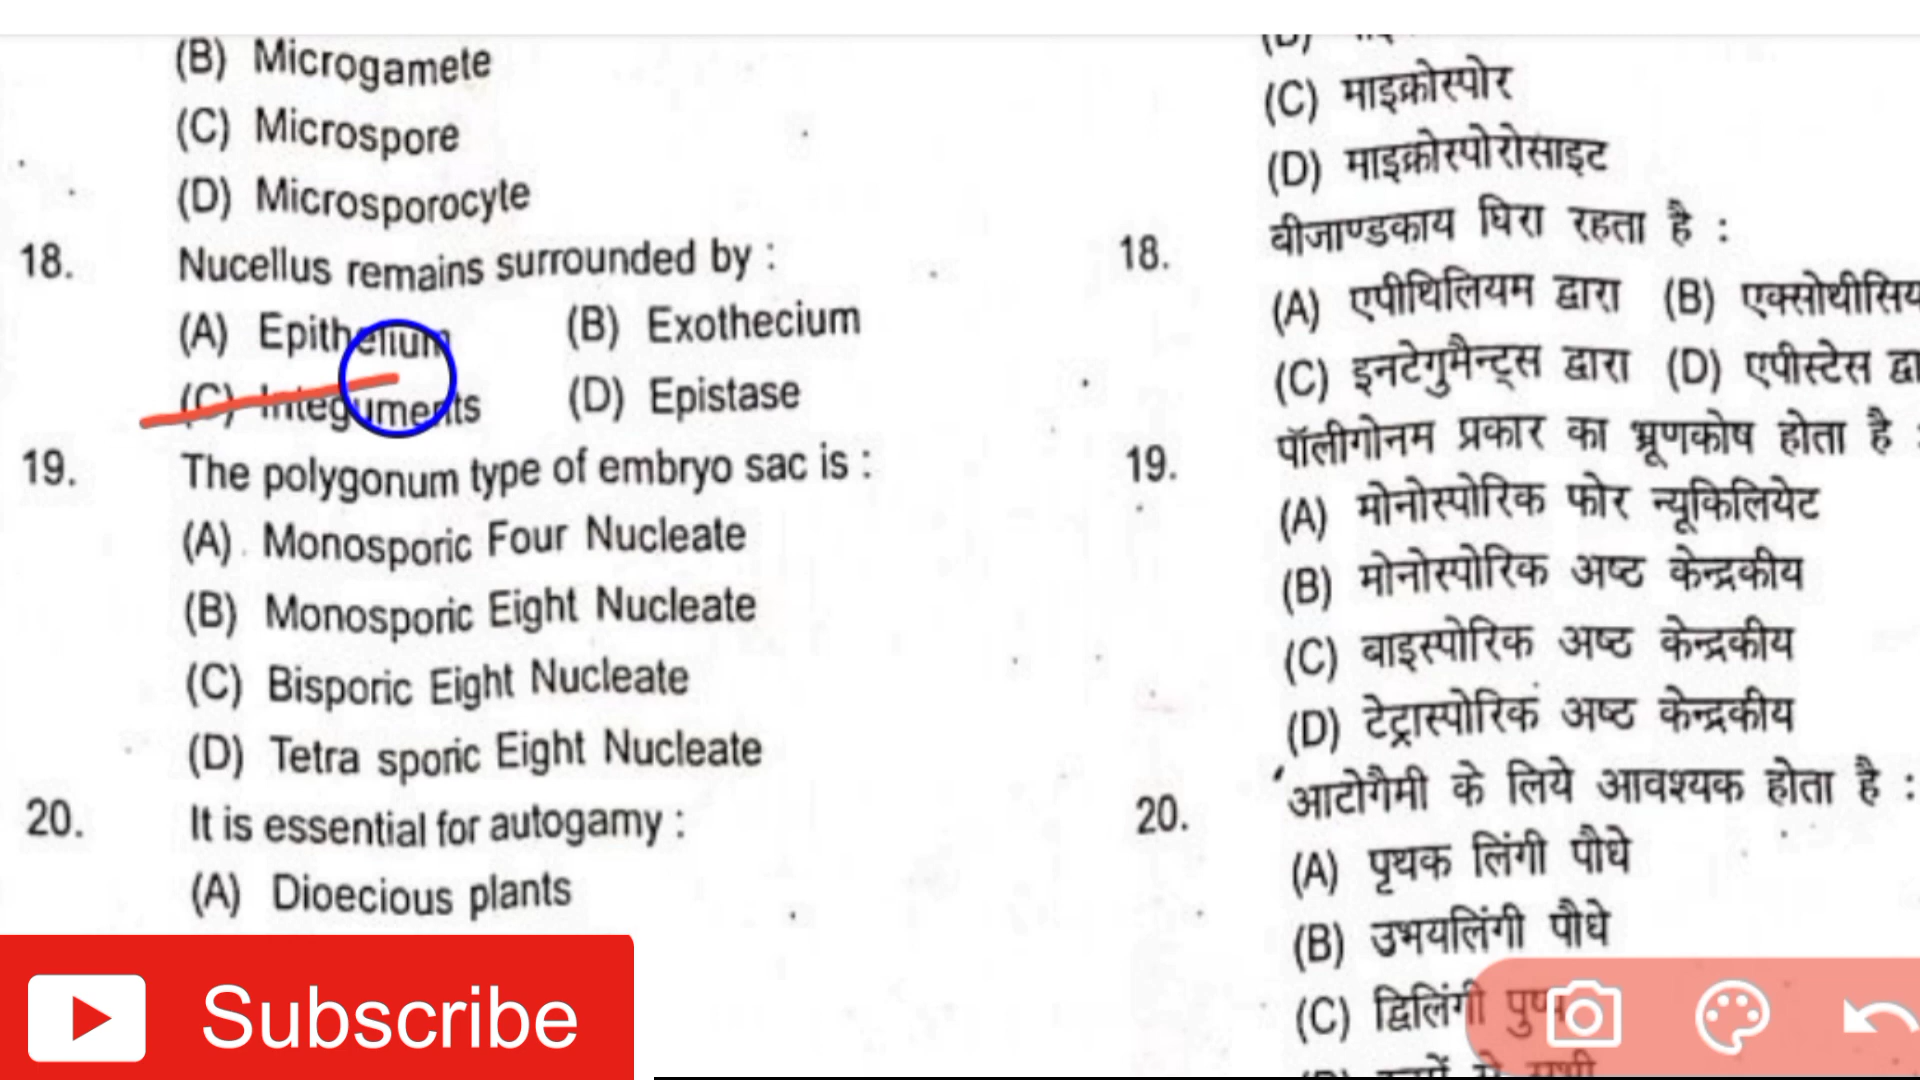 (B) Microgamete
(C) Microspore
(D) Microsporocyte
18. Nucellus remains surrounded by :
(A) Epithelium (B) Exothecium
(C) Integuments (D) Epistase
19. The polygonum type of embryo sac is :
(A) Monosporic Four Nucleate
(B) Monosporic Eight Nucleate
(C) Bisporic Eight Nucleate
(D) Tetra sporic Eight Nucleate
20. It is essential for autogamy :
(A) Dioecious plants
Subscribe
(C) माइक्रोस्पोर
(D) माइक्रोस्पोरोसाइट
18. बीजाण्डकाय घिरा रहता है :
(A) एपीथिलियम द्वारा (B)
(C) इनटेगुमैन्ट्स द्वारा (D) एपीस्टेस
19. पॉलीगोनम प्रकार का भ्रूणकोष होता है :
(A) मोनोस्पोरिक फोर न्यूकिलियेट
(B) मोनोस्पोरिक अष्ट केन्द्रकीय
(C) बाइस्पोरिक अष्ट केन्द्रकीय
(D) टेट्रास्पोरिक अष्ट केन्द्रकीय
20. आटोगैमी के लिये आवश्यक होता है :
(A) पृथक लिंगी पौधे
(B) उभयलिंगी पौधे
(C) द्विलिंगी पुष्प